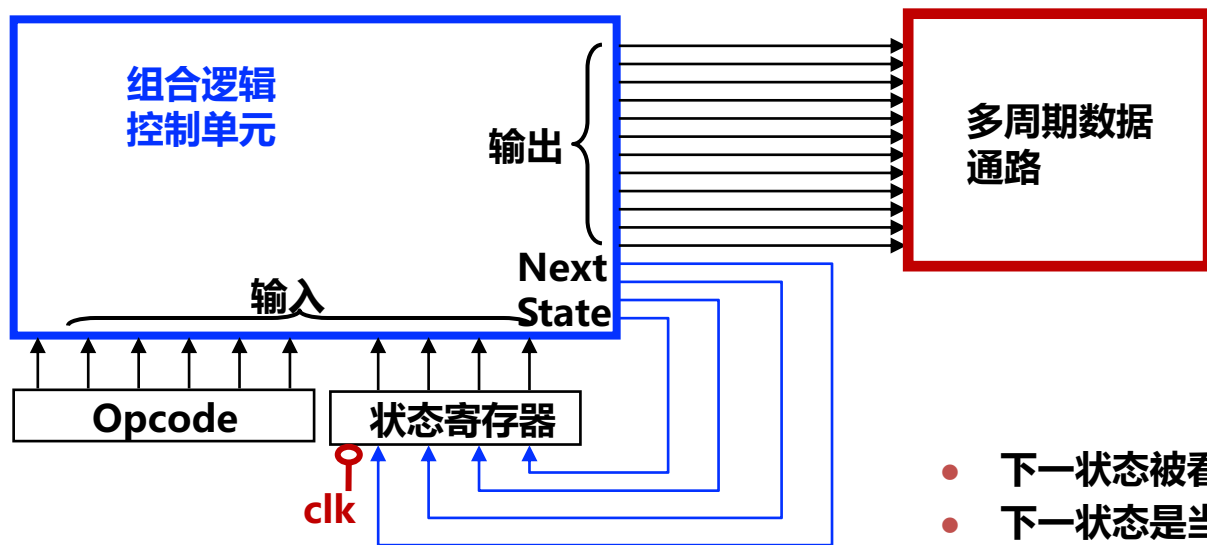 组合逻辑
控制单元
输出
多周期数据
通路
Next
State
输入
Opcode
状态寄存器
clk
• 下一状态被看
• 下一状态是当